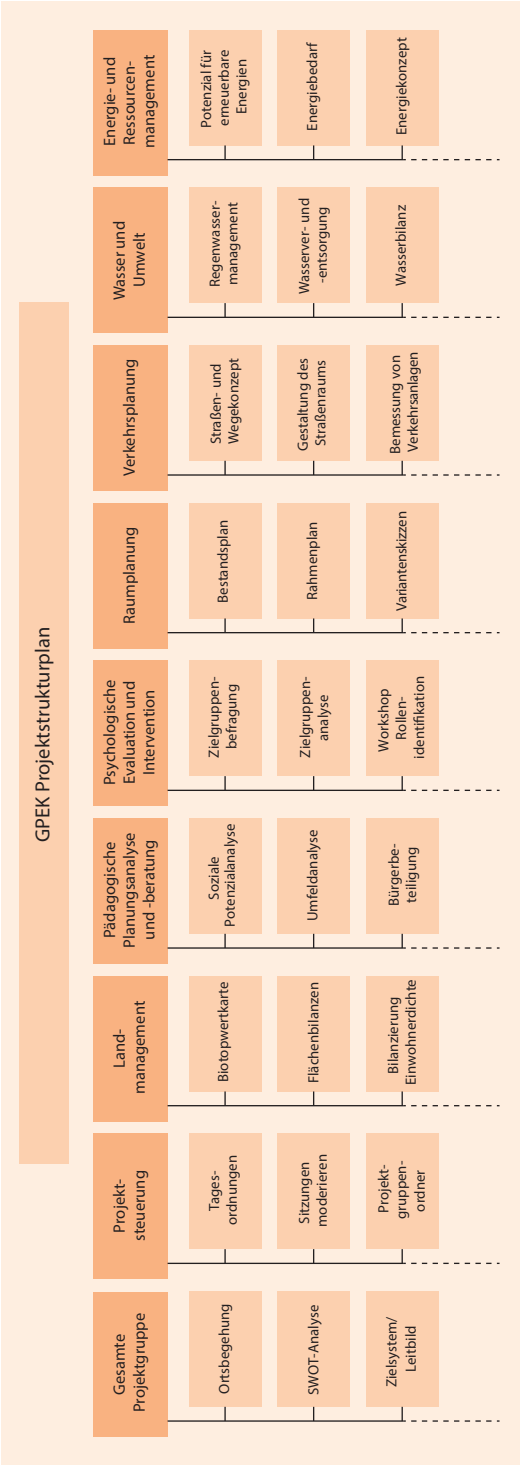 GPEK Projektstrukturplan
Gesamte
Projektgruppe
Ortsbegehung
SWOT-Analyse
Zielsystem/
Leitbild
Projekt-
steuerung
Tages-
ordnungen
Sitzungen
moderieren
Projekt-
gruppen-
ordner
Land-
management
Biotopwertkarte
Flächenbilanzen
Bilanzierung
Einwohnerdichte
Pädagogische
Planungsanalyse
und -beratung
Soziale
Potenzialanalyse
Umfeldanalyse
Bürgerbe-
teiligung
Psychologische
Evaluation und
Intervention
Zielgruppen-
befragung
Zielgruppen-
analyse
Workshop
Rollen-
identifikation
Raumplanung
Bestandsplan
Rahmenplan
Variantenskizzen
Verkehrsplanung
Straßen- und
Wegekonzept
Gestaltung des
Straßenraums
Bemessung von
Verkehrsanlagen
Wasser und
Umwelt
Regenwasser-
management
Wasserver- und
-entsorgung
Wasserbilanz
Energie- und
Ressourcen-
management
Potenzial für
erneuerbare
Energien
Energiebedarf
Energiekonzept